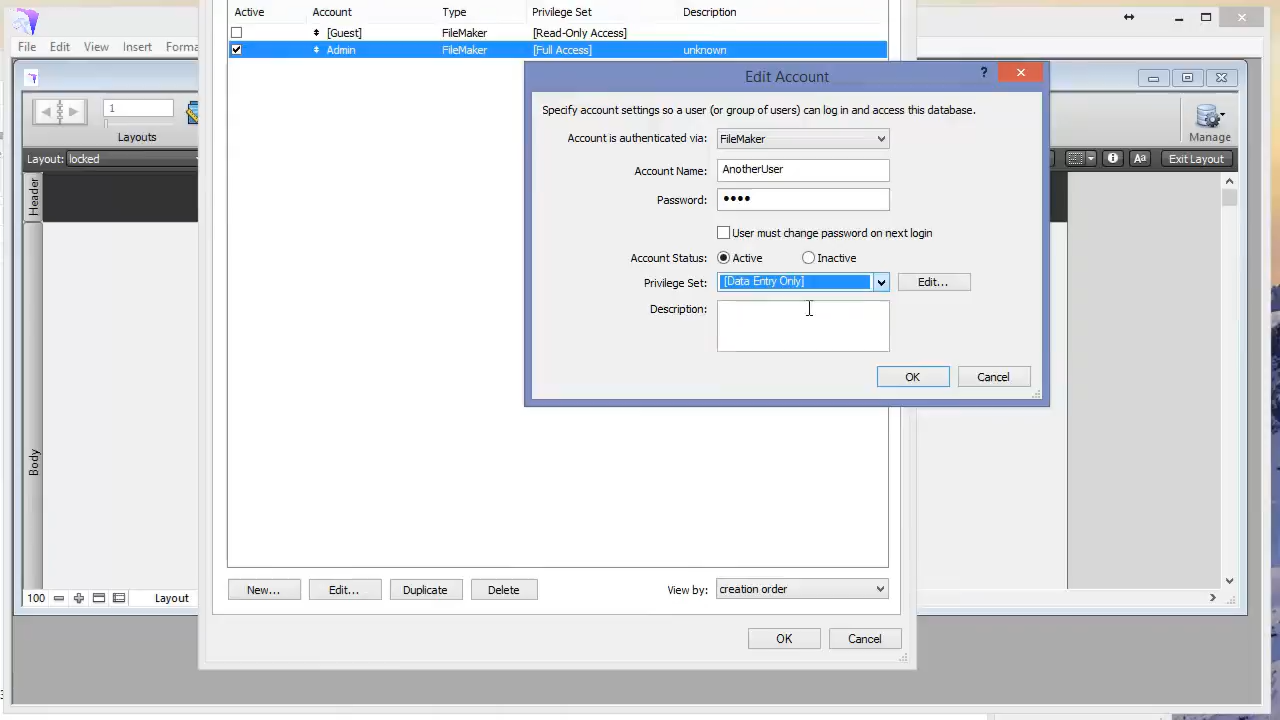 Active Account Type Privilege Set Description
[Guest] FileMaker [Read-Only Access]
Admin FileMaker [Full Access] unknown
File Edit View Insert Forma
Edit Account
?
Specify account settings so a user (or group of users) can log in and access this database.
Account is authenticated via: FileMaker
Account Name: AnotherUser
Password: ••••
User must change password on next login
Account Status: Active Inactive
Privilege Set: [Data Entry Only] Edit...
Description:
OK Cancel
1
Layouts
Manage
Layout: locked
Aa Exit Layout
Header
Body
New... Edit... Duplicate Delete View by: creation order
100 Layout
OK Cancel